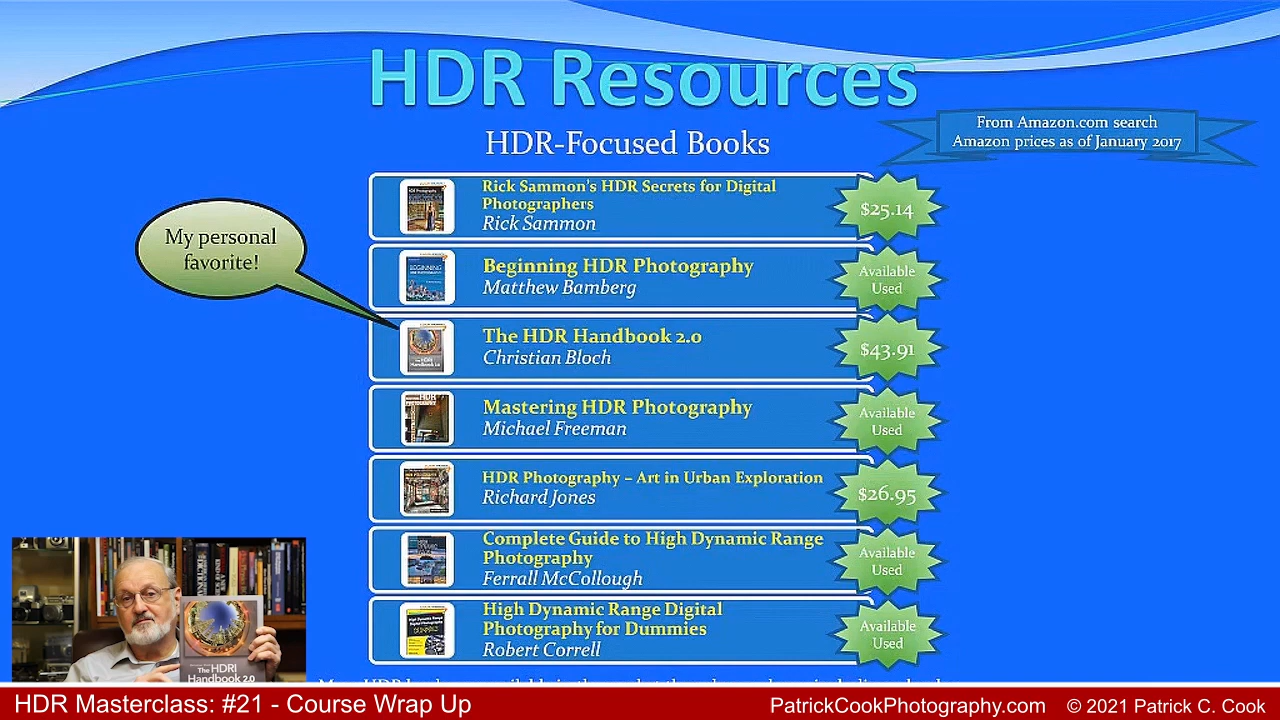 HDR Resources
From Amazon.com search
Amazon prices as of January 2017
HDR-Focused Books
Rick Sammon's HDR Secrets for Digital
Photographers
Rick Sammon
$25.14
My personal
favorite!
Beginning HDR Photography
Matthew Bamberg
Available
Used
The HDR Handbook 2.0
Christian Bloch
$43.91
Mastering HDR Photography
Michael Freeman
Available
Used
HDR Photography – Art in Urban Exploration
Richard Jones
$26.95
Complete Guide to High Dynamic Range
Photography
Ferrall McCollough
Available
Used
High Dynamic Range Digital
Photography for Dummies
Robert Correll
Available
Used
The HDRI
Handbook 2.0
HDR Masterclass: #21 - Course Wrap Up
PatrickCookPhotography.com
© 2021 Patrick C. Cook